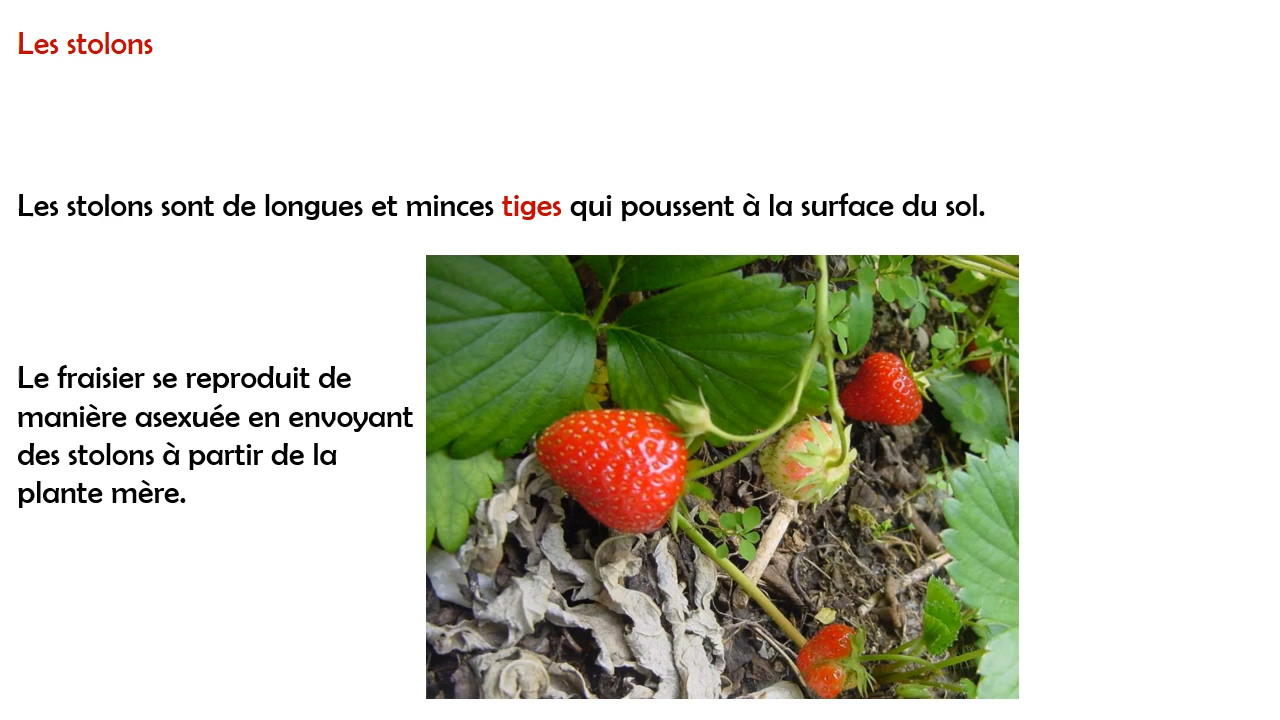 Les stolons
Les stolons sont de longues et minces tiges qui poussent à la surface du sol.
Le fraisier se reproduit de
manière asexuée en envoyant
des stolons à partir de la
plante mère.